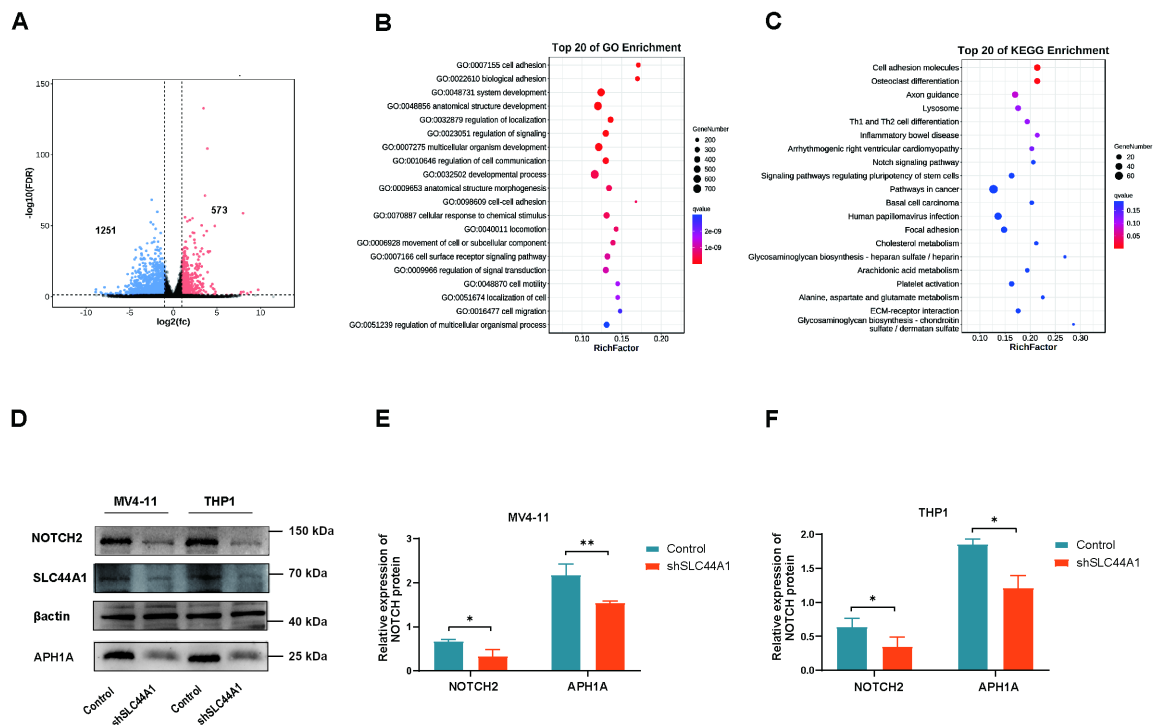 A
150
100
50
0
-log10(FDR)
1251
573
-10
-5
0
5
10
log2(fc)
B
Top 20 of GO Enrichment
GO:0007155 cell adhesion
GO:0022610 biological adhesion
GO:0048731 system development
GO:0048856 anatomical structure development
GO:0032879 regulation of localization
GO:0023051 regulation of signaling
GO:0007275 multicellular organism development
GO:0010646 regulation of cell communication
GO:0032502 developmental process
GO:0009653 anatomical structure morphogenesis
GO:0098609 cell-cell adhesion
GO:0070887 cellular response to chemical stimulus
GO:0040011 locomotion
GO:0006928 movement of cell or subcellular component
GO:0007166 cell surface receptor signaling pathway
GO:0009966 regulation of signal transduction
GO:0048870 cell motility
GO:0051674 localization of cell
GO:0016477 cell migration
GO:0051239 regulation of multicellular organismal process
0.10
0.15
0.20
RichFactor
GeneNumber
200
300
400
500
600
700
qvalue
2e-09
1e-09
C
Top 20 of KEGG Enrichment
Cell adhesion molecules
Osteoclast differentiation
Axon guidance
Lysosome
Th1 and Th2 cell differentiation
Inflammatory bowel disease
Arrhythmogenic right ventricular cardiomyopathy
Notch signaling pathway
Signaling pathways regulating pluripotency of stem cells
Pathways in cancer
Basal cell carcinoma
Human papillomavirus infection
Focal adhesion
Cholesterol metabolism
Glycosaminoglycan biosynthesis - heparan sulfate / heparin
Arachidonic acid metabolism
Platelet activation
Alanine, aspartate and glutamate metabolism
ECM-receptor interaction
Glycosaminoglycan biosynthesis - chondroitin
sulfate / dermatan sulfate
0.10
0.15
0.20
0.25
0.30
RichFactor
GeneNumber
20
40
60
qvalue
0.15
0.10
0.05
D
MV4-11
THP1
NOTCH2
150 kDa
SLC44A1
70 kDa
βactin
40 kDa
APH1A
25 kDa
Control
shSLC44A1
Control
shSLC44A1
E
MV4-11
Relative expression of
NOTCH protein
3
2
1
0
*
**
NOTCH2
APH1A
Control
shSLC44A1
F
THP1
Relative expression of
NOTCH protein
2.0
1.5
1.0
0.5
0.0
*
*
NOTCH2
APH1A
Control
shSLC44A1